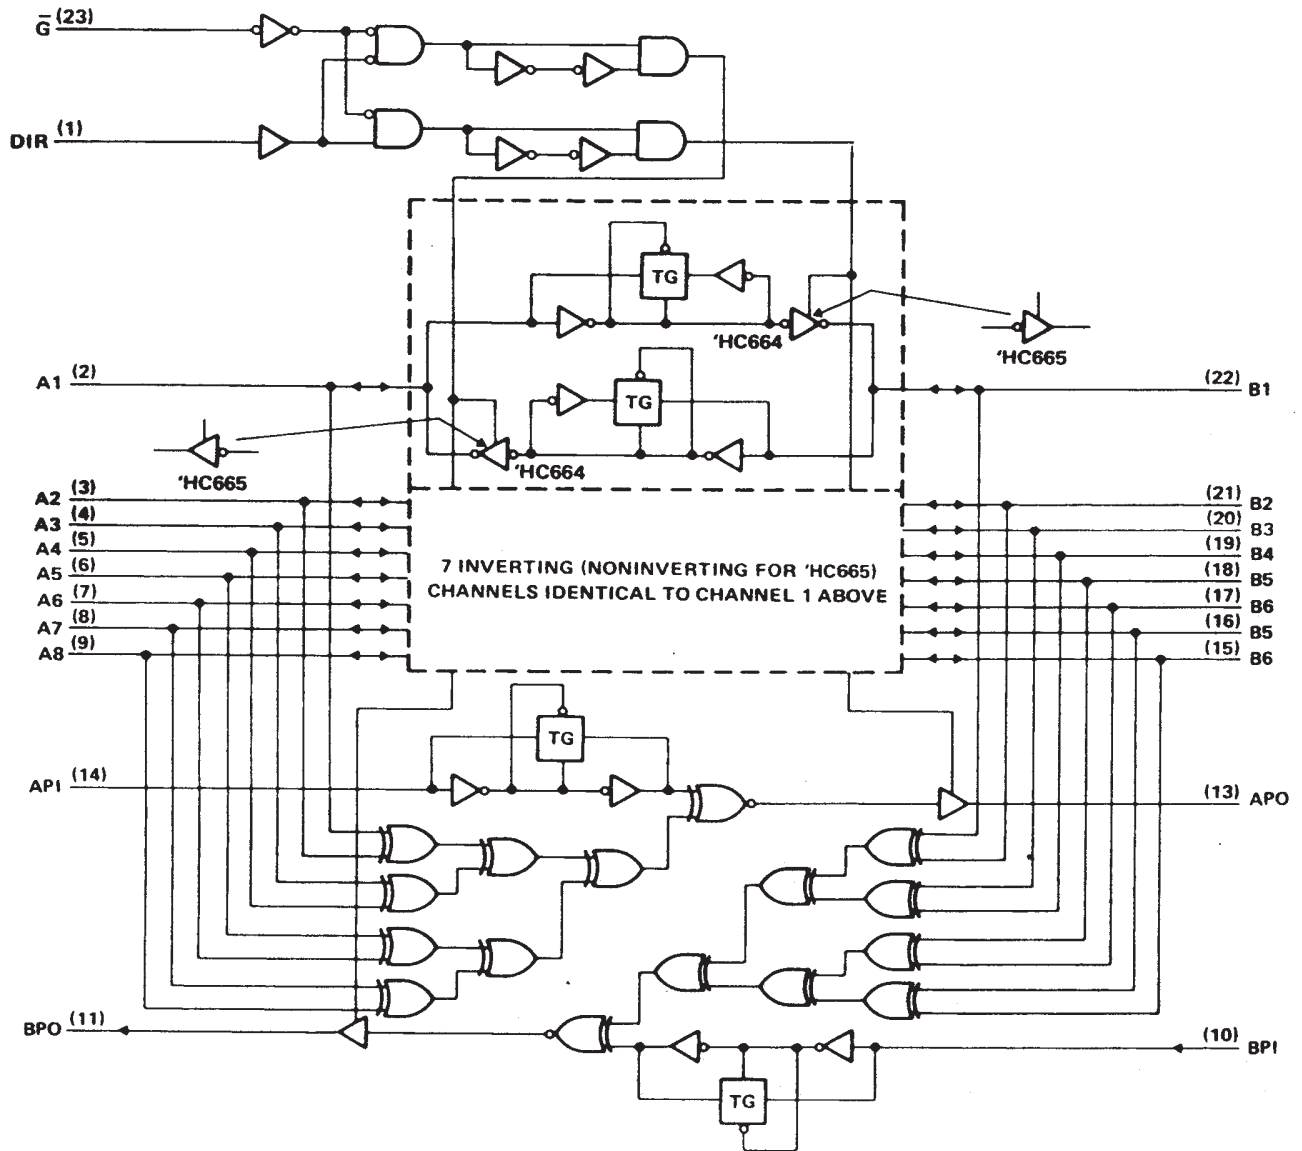 G̅ (23)
DIR (1)
TG
'HC664
'HC665
A1 (2)
TG
(22) B1
'HC665
'HC664
A2 (3)
A3 (4)
A4 (5)
A5 (6)
A6 (7)
A7 (8)
A8 (9)
(21) B2
(20) B3
(19) B4
(18) B5
(17) B6
(16) B5
(15) B6
7 INVERTING (NONINVERTING FOR 'HC665)
CHANNELS IDENTICAL TO CHANNEL 1 ABOVE
TG
API (14)
(13) APO
BPO (11)
(10) BPI
TG